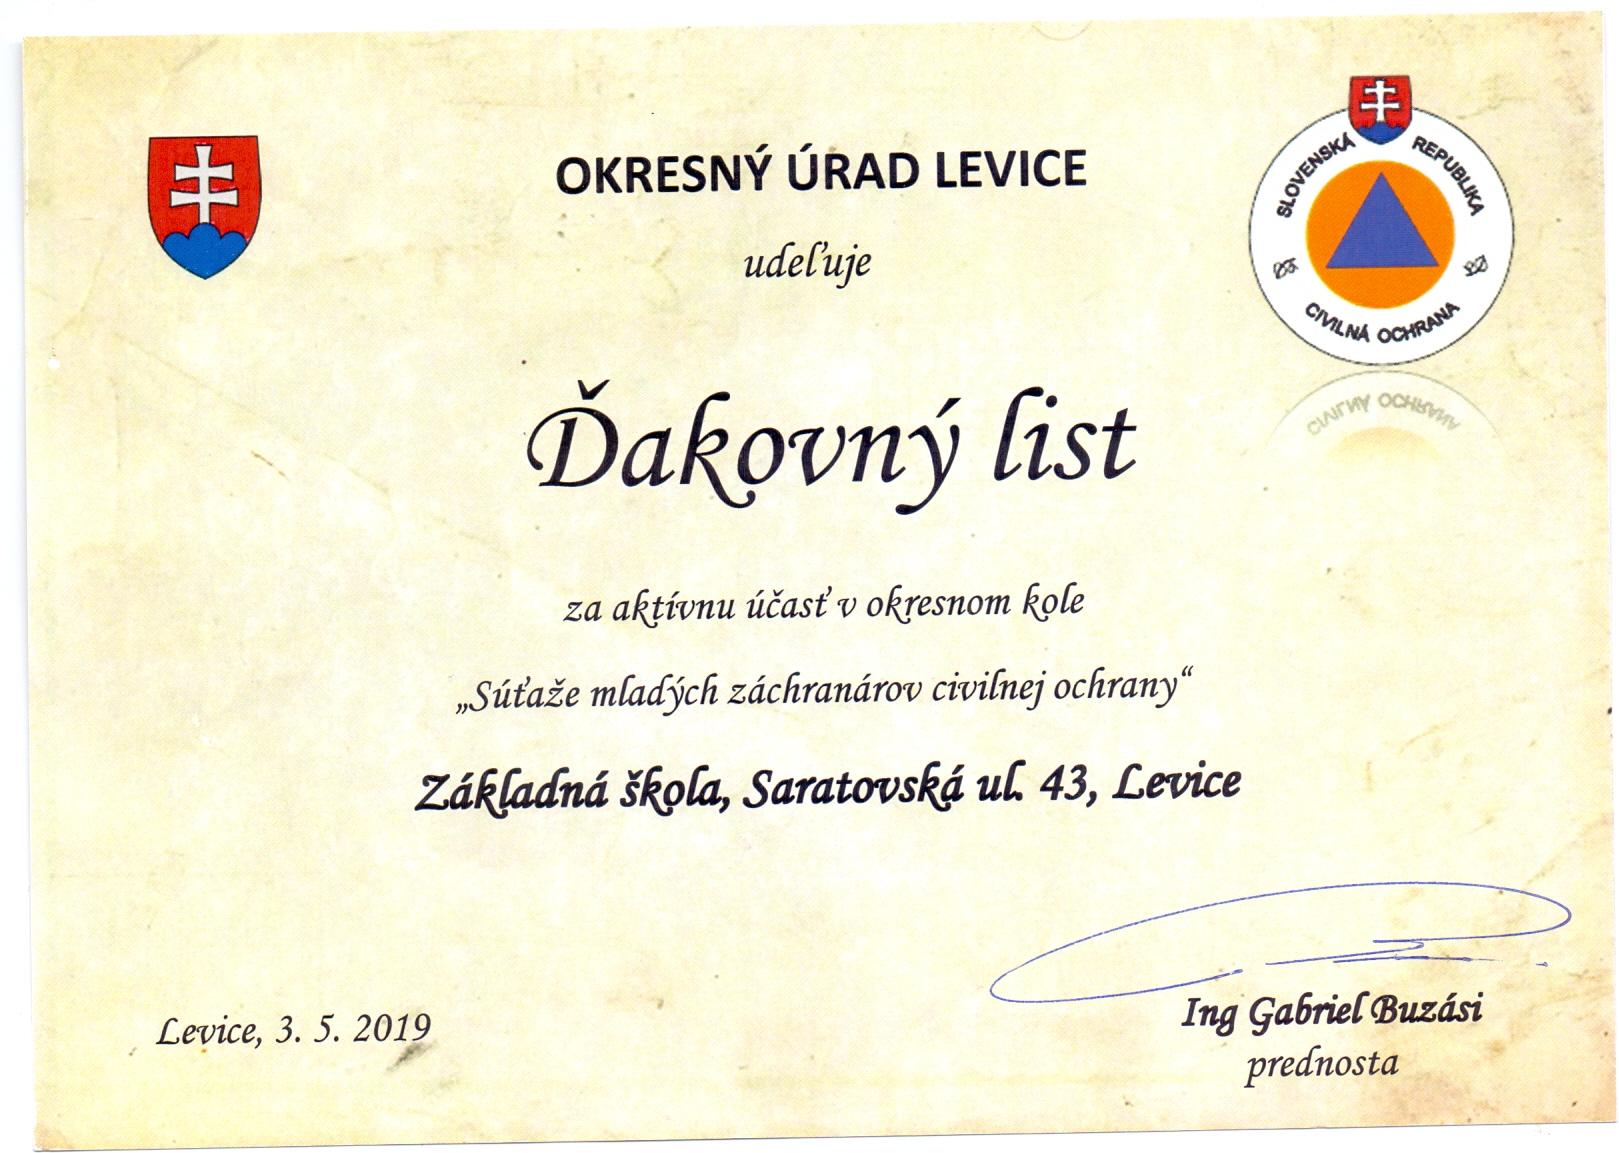 OKRESNÝ ÚRAD LEVICE
udeľuje
SLOVENSKÁ REPUBLIKA
CIVILNÁ OCHRANA
Ďakovný list
za aktívnu účasť v okresnom kole
„Súťaže mladých záchranárov civilnej ochrany“
Základná škola, Saratovská ul. 43, Levice
Levice, 3. 5. 2019
Ing Gabriel Buzási
prednosta